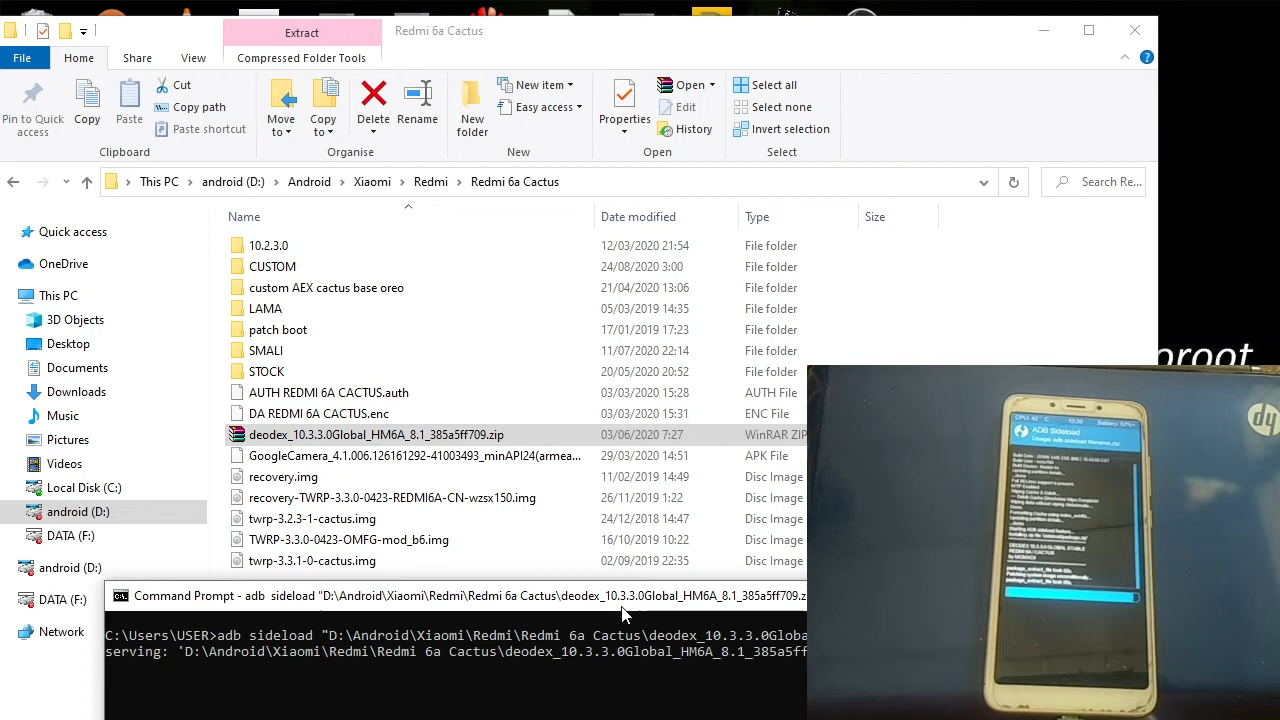 Extract
Redmi 6a Cactus
File
Home
Share
View
Compressed Folder Tools
Pin to Quick access
Copy
Paste
Cut
Copy path
Paste shortcut
Clipboard
Move to
Copy to
Delete
Rename
Organise
New folder
New item
Easy access
New
Properties
Open
Edit
History
Open
Select all
Select none
Invert selection
Select
This PC > android (D:) > Android > Xiaomi > Redmi > Redmi 6a Cactus
Search Re...
Name Date modified Type Size
Quick access
OneDrive
This PC
3D Objects
Desktop
Documents
Downloads
Music
Pictures
Videos
Local Disk (C:)
android (D:)
DATA (F:)
android (D:)
DATA (F:)
Network
10.2.3.0 12/03/2020 21:54 File folder
CUSTOM 24/08/2020 3:00 File folder
custom AEX cactus base oreo 21/04/2020 13:06 File folder
LAMA 05/03/2019 14:35 File folder
patch boot 17/01/2019 17:23 File folder
SMALI 11/07/2020 22:14 File folder
STOCK 20/05/2020 20:52 File folder
AUTH REDMI 6A CACTUS.auth 03/03/2020 15:28 AUTH File
DA REDMI 6A CACTUS.enc 03/03/2020 15:31 ENC File
deodex_10.3.3.0Global_HM6A_8.1_385a5ff709.zip 03/06/2020 7:27 WinRAR ZIP
GoogleCamera_4.1.006.126161292-41003493_minAPI24(armea... 29/03/2020 14:51 APK File
recovery.img 11/02/2019 14:49 Disc Image
recovery-TWRP-3.3.0-0423-REDMI6A-CN-wzsx150.img 26/11/2019 1:22 Disc Image
twrp-3.2.3-1-cactus.img 24/12/2018 14:47 Disc Image
TWRP-3.3.0-0423-CNFG-mod_b6.img 16/10/2019 10:22 Disc Image
twrp-3.3.1-0-cactus.img 02/09/2019 22:35 Disc Image
Command Prompt - adb sideload "D:\Android\Xiaomi\Redmi\Redmi 6a Cactus\deodex_10.3.3.0Global_HM6A_8.1_385a5ff709.z
C:\Users\USER>adb sideload "D:\Android\Xiaomi\Redmi\Redmi 6a Cactus\deodex_10.3.3.0Globa
serving: 'D:\Android\Xiaomi\Redmi\Redmi 6a Cactus\deodex_10.3.3.0Global_HM6A_8.1_385a5ff
proot
ADB Sideload
Usage: adb sideload filename.zip